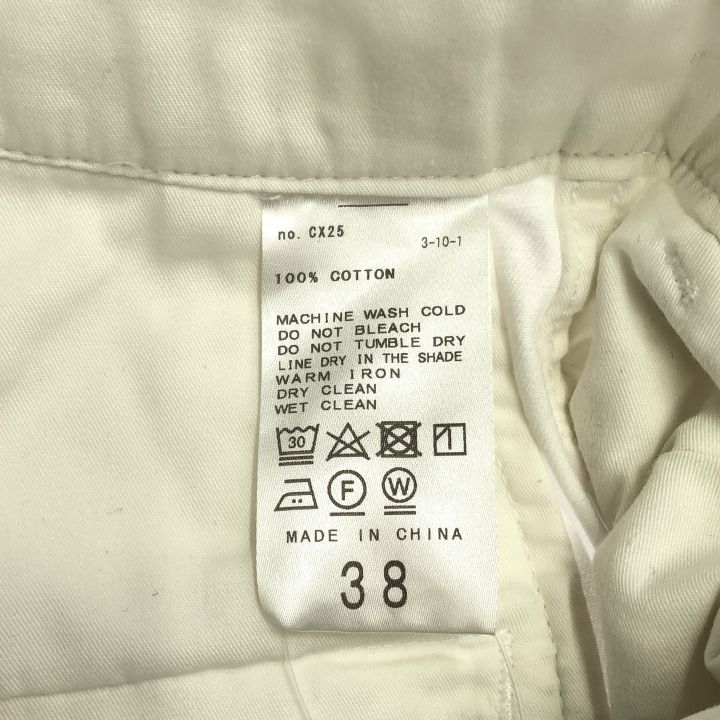 no. CX25
3-10-1
100% COTTON
MACHINE WASH COLD
DO NOT BLEACH
DO NOT TUMBLE DRY
LINE DRY IN THE SHADE
WARM IRON
DRY CLEAN
WET CLEAN
30
F W
MADE IN CHINA
38